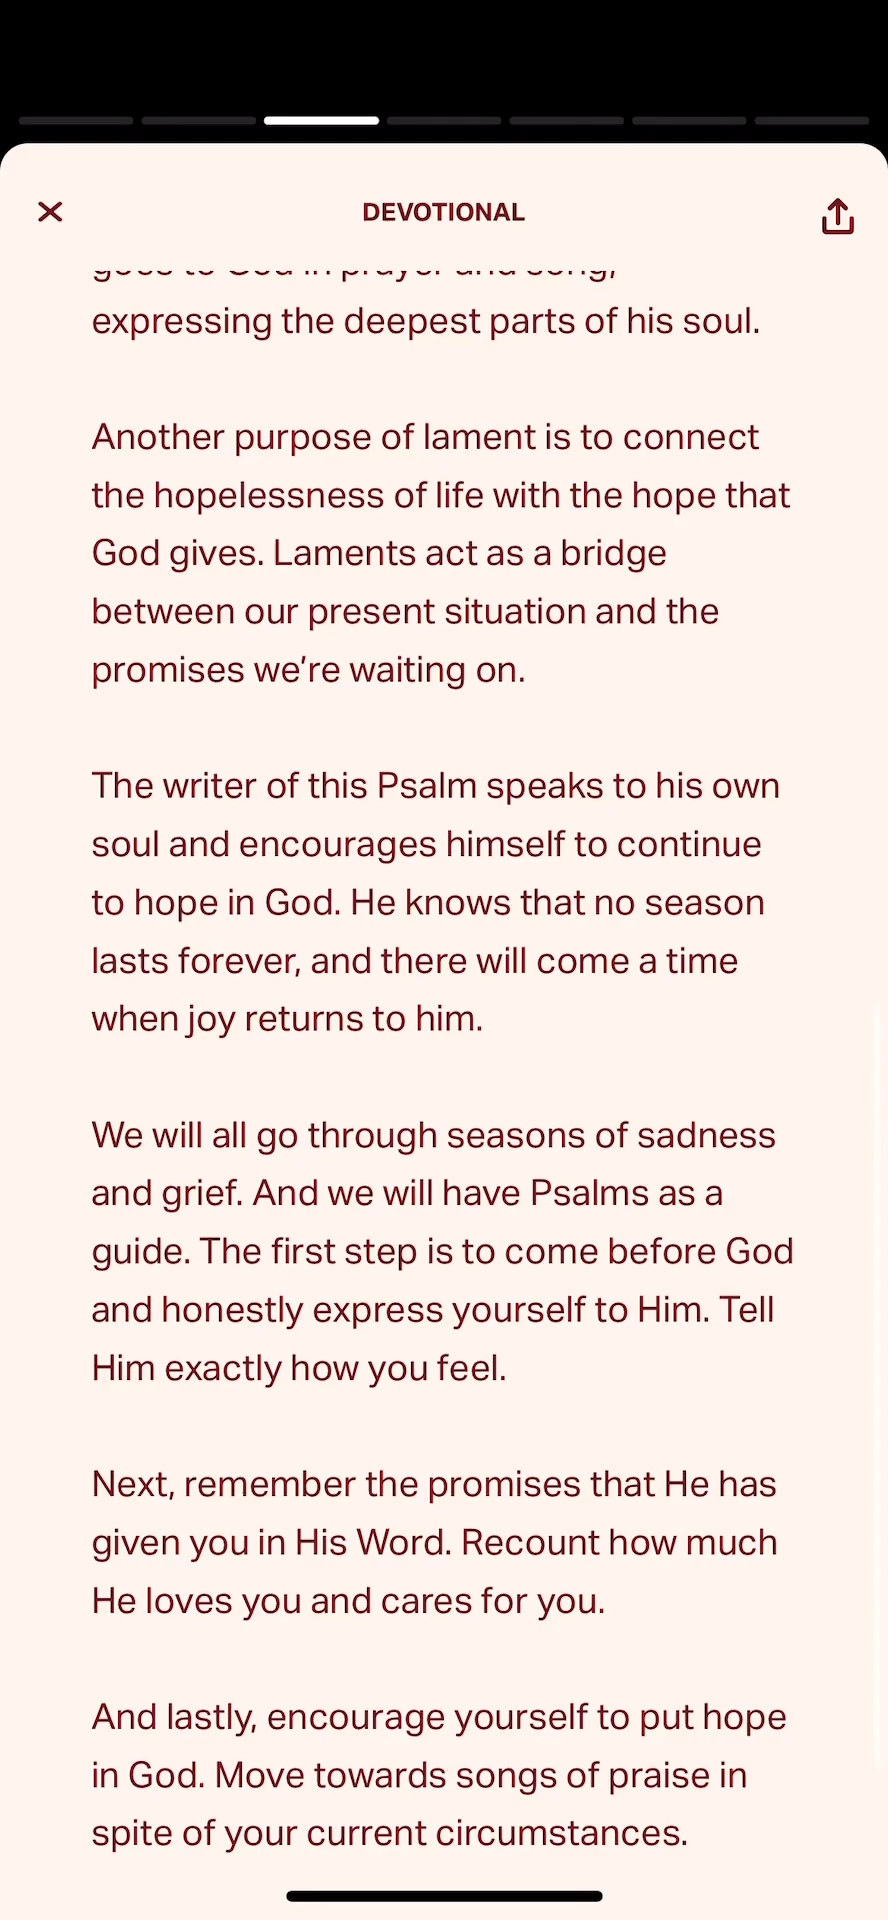 DEVOTIONAL
goes to God in prayer and song,
expressing the deepest parts of his soul.
Another purpose of lament is to connect
the hopelessness of life with the hope that
God gives. Laments act as a bridge
between our present situation and the
promises we're waiting on.
The writer of this Psalm speaks to his own
soul and encourages himself to continue
to hope in God. He knows that no season
lasts forever, and there will come a time
when joy returns to him.
We will all go through seasons of sadness
and grief. And we will have Psalms as a
guide. The first step is to come before God
and honestly express yourself to Him. Tell
Him exactly how you feel.
Next, remember the promises that He has
given you in His Word. Recount how much
He loves you and cares for you.
And lastly, encourage yourself to put hope
in God. Move towards songs of praise in
spite of your current circumstances.